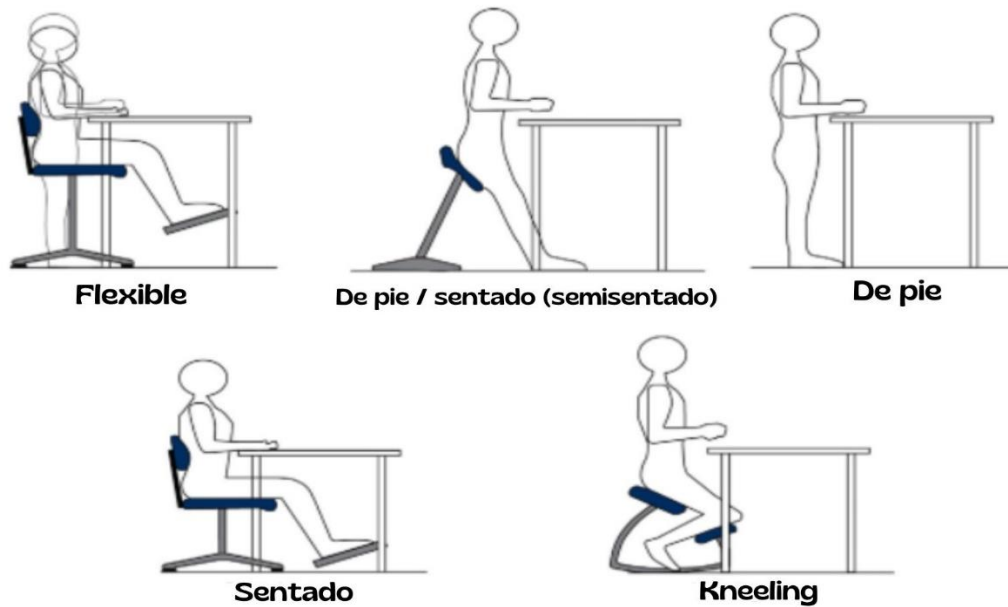 Flexible
De pie / sentado (semisentado)
De pie
Sentado
Kneeling